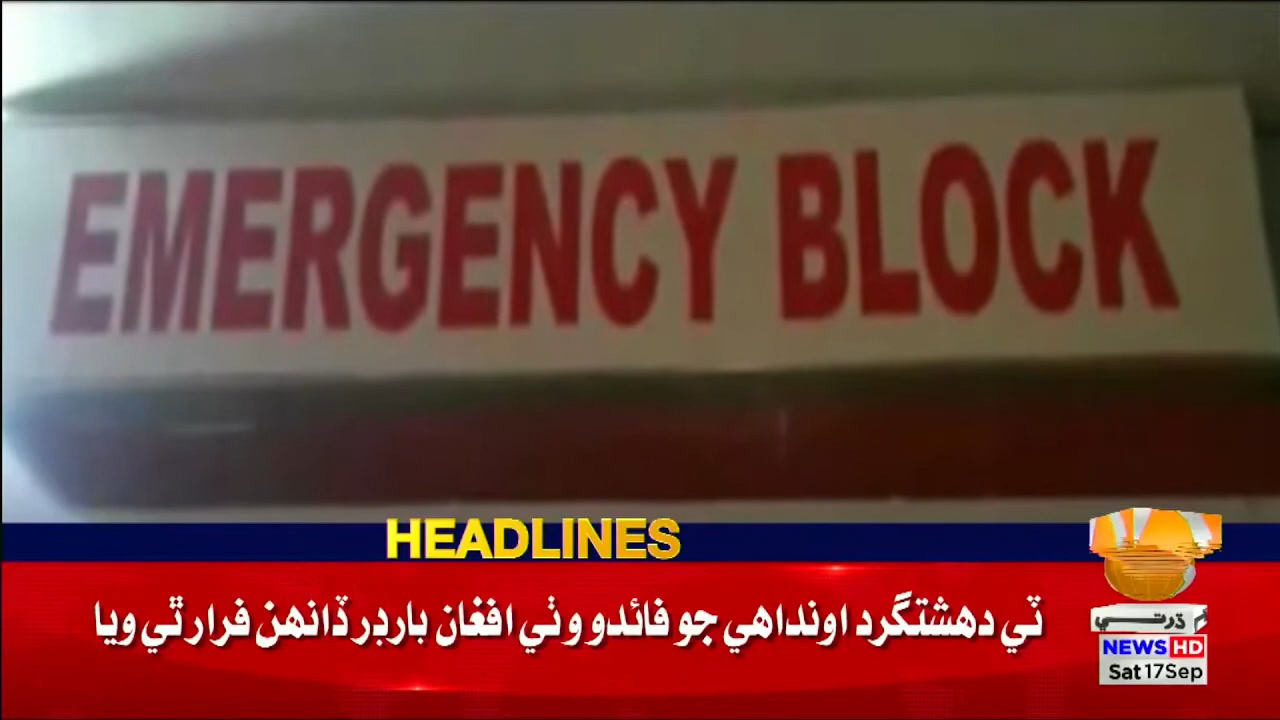 EMERGENCY BLOCK
HEADLINES
ٽي دهشتگرد اونداهي جو فائدو وٺي افغان بارڊر ڏانهن فرار ٿي ويا
ڌرتي
NEWS HD
Sat 17Sep